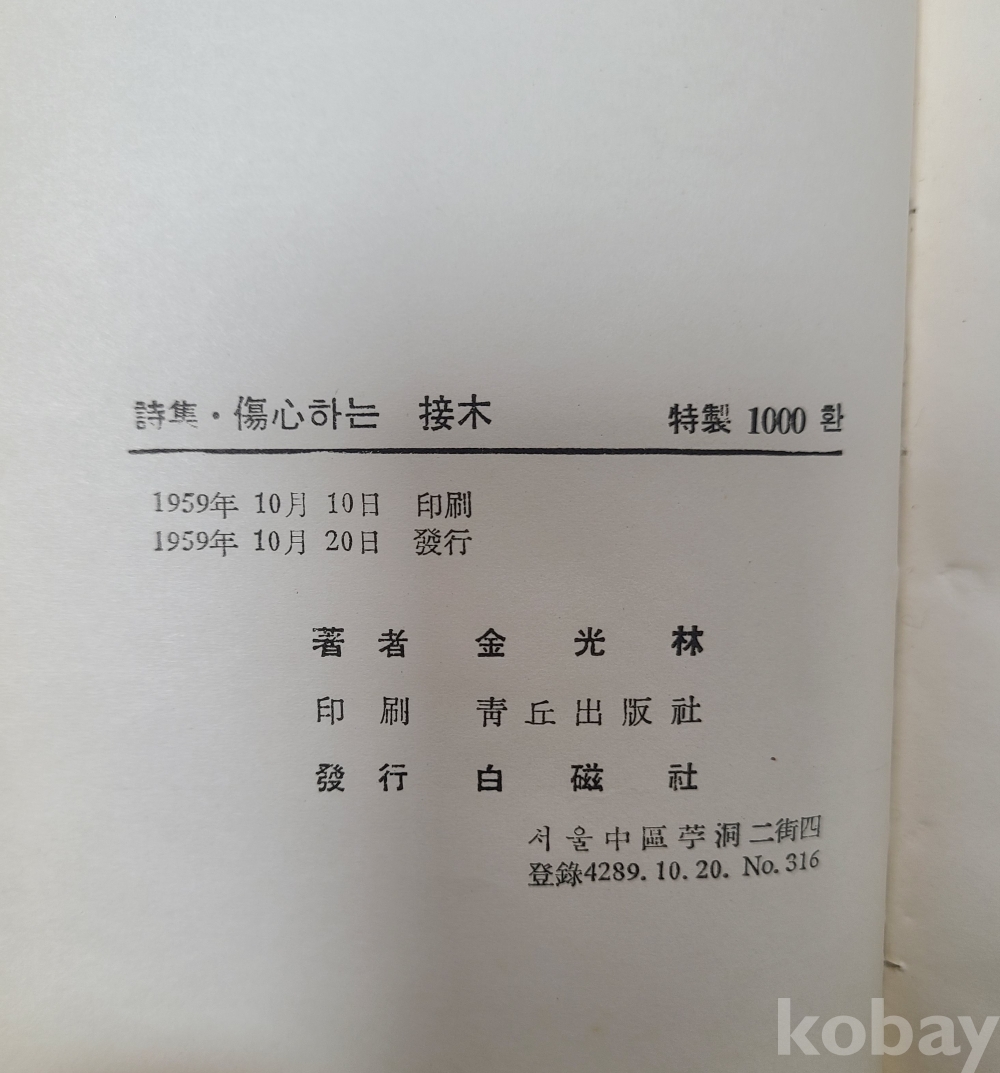 詩集・傷心하는 接木 特製 1000 환
1959年 10月 10日 印刷
1959年 10月 20日 發行
著者 金光林
印刷 靑丘出版社
發行 白磁社
서울中區苧洞二街四
登錄4289. 10. 20. No. 316
kobay